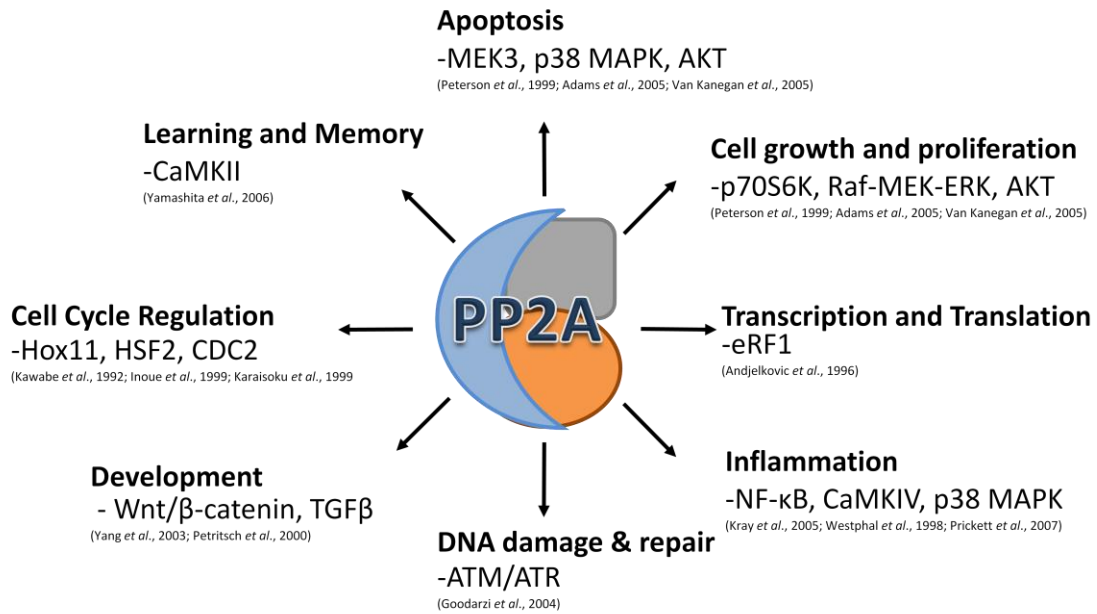 Apoptosis
-MEK3, p38 MAPK, AKT
(Peterson et al., 1999; Adams et al., 2005; Van Kanegan et al., 2005)
Learning and Memory
-CaMKII
(Yamashita et al., 2006)
Cell growth and proliferation
-p70S6K, Raf-MEK-ERK, AKT
(Peterson et al., 1999; Adams et al., 2005; Van Kanegan et al., 2005)
PP2A
Cell Cycle Regulation
-Hox11, HSF2, CDC2
(Kawabe et al., 1992; Inoue et al., 1999; Karaisoku et al., 1999
Transcription and Translation
-eRF1
(Andjelkovic et al., 1996)
Development
- Wnt/β-catenin, TGFβ
(Yang et al., 2003; Petritsch et al., 2000)
Inflammation
-NF-κB, CaMKIV, p38 MAPK
(Kray et al., 2005; Westphal et al., 1998; Prickett et al., 2007)
DNA damage & repair
-ATM/ATR
(Goodarzi et al., 2004)